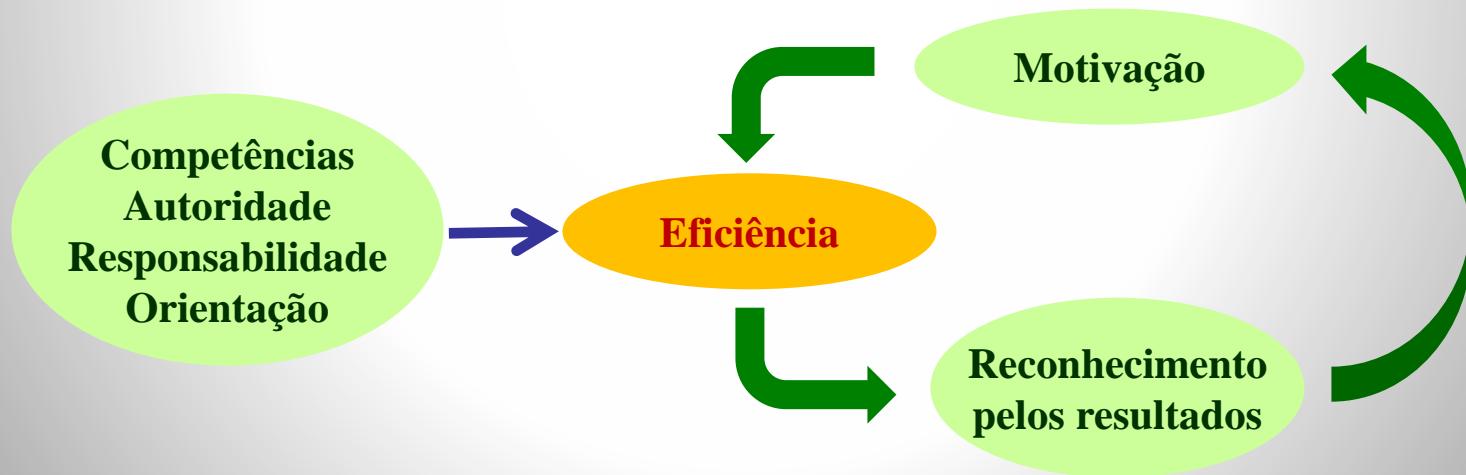 Motivação
Competências
Autoridade
Responsabilidade
Orientação
Eficiência
Reconhecimento
pelos resultados